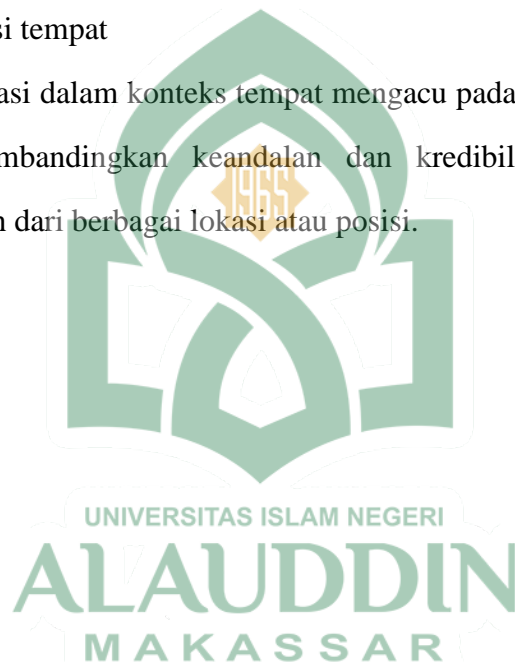 si tempat
asi dalam konteks tempat mengacu pada
mbandingkan keandalan dan kredibil
n dari berbagai lokasi atau posisi.
1965
UNIVERSITAS ISLAM NEGERI
ALAUDDIN
MAKASSAR